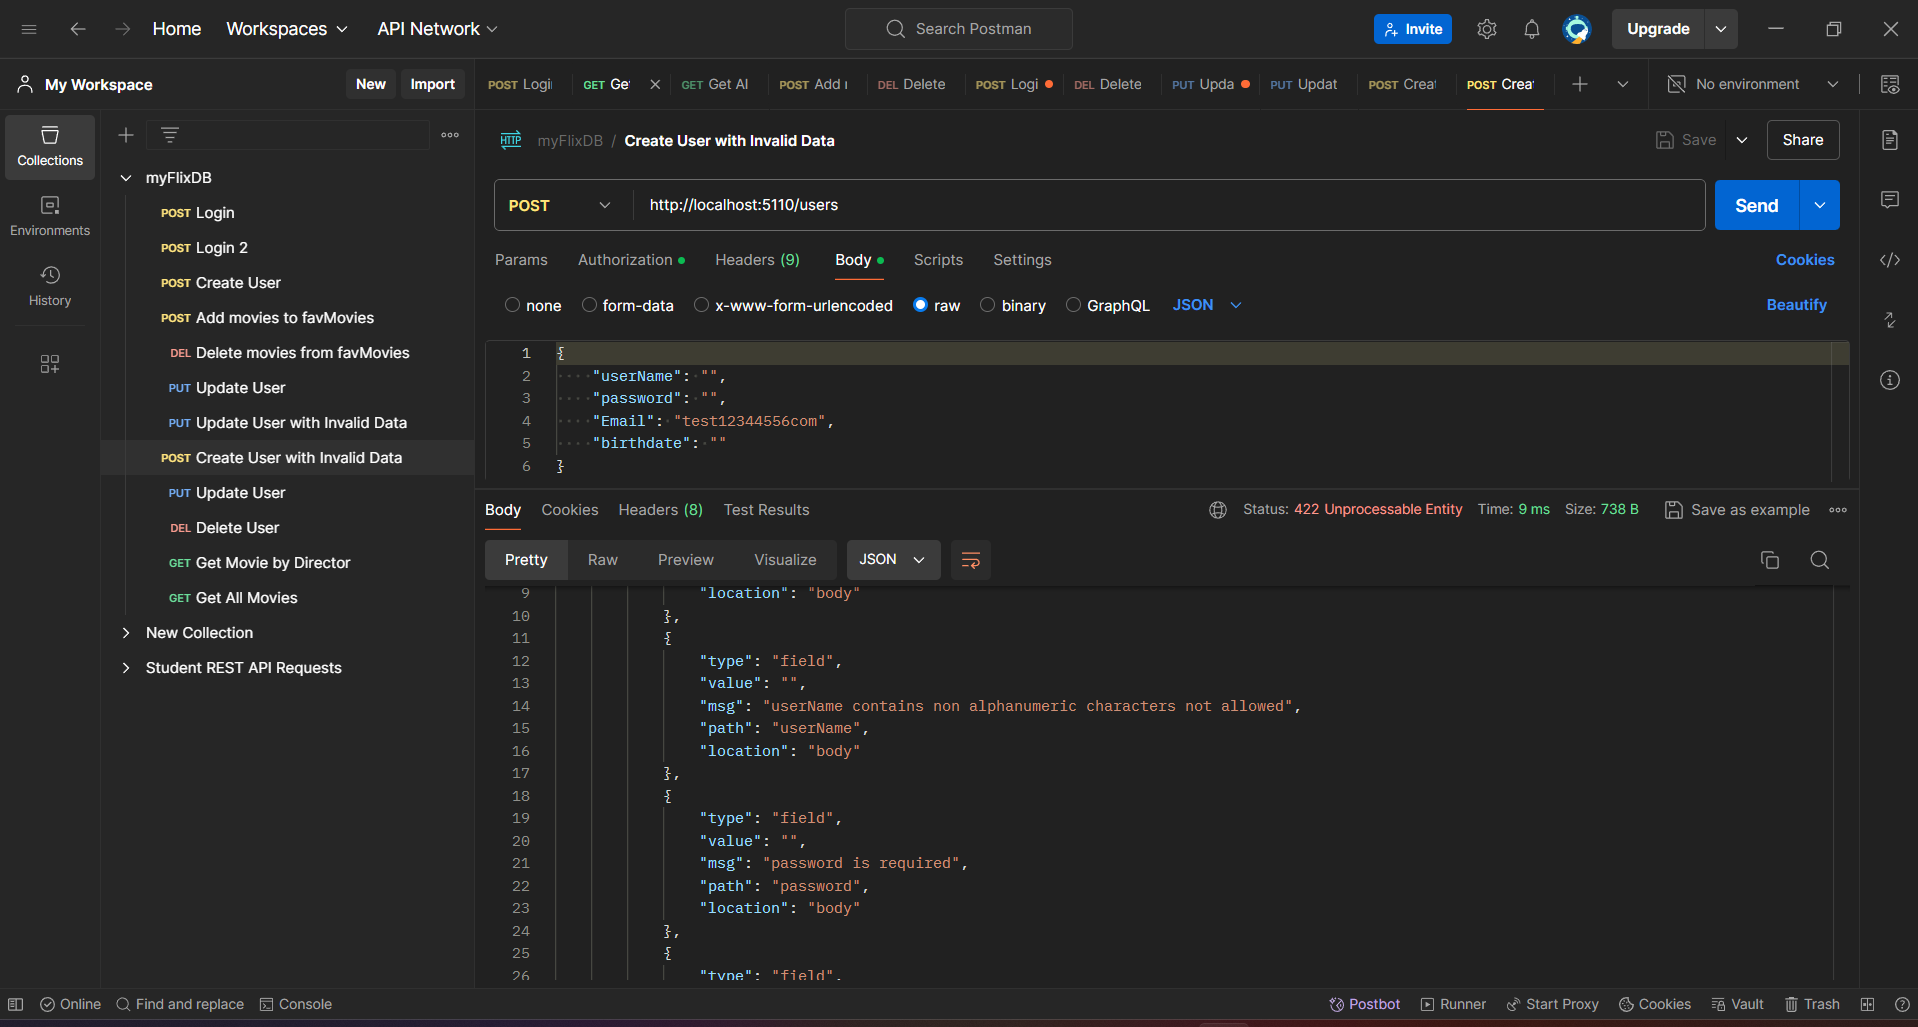 Home Workspaces API Network Search Postman Invite Upgrade
My Workspace New Import
POST Logi GET Ge GET Get Al POST Add DEL Delete POST Logi DEL Delete PUT Upda PUT Updat POST Crea POST Crea No environment
HTTP myFlixDB / Create User with Invalid Data Save Share
Collections
Environments
History
myFlixDB
POST Login
POST Login 2
POST Create User
POST Add movies to favMovies
DEL Delete movies from favMovies
PUT Update User
PUT Update User with Invalid Data
POST Create User with Invalid Data
PUT Update User
DEL Delete User
GET Get Movie by Director
GET Get All Movies
New Collection
Student REST API Requests
POST http://localhost:5110/users Send
Params Authorization Headers (9) Body Scripts Settings Cookies
none form-data x-www-form-urlencoded raw binary GraphQL JSON Beautify
1 {
2 "userName": "",
3 "password": "",
4 "Email": "test12344556com",
5 "birthdate": ""
6 }
Body Cookies Headers (8) Test Results Status: 422 Unprocessable Entity Time: 9 ms Size: 738 B Save as example
Pretty Raw Preview Visualize JSON
9 "location": "body"
10 },
11 {
12 "type": "field",
13 "value": "",
14 "msg": "userName contains non alphanumeric characters not allowed",
15 "path": "userName",
16 "location": "body"
17 },
18 {
19 "type": "field",
20 "value": "",
21 "msg": "password is required",
22 "path": "password",
23 "location": "body"
24 },
25 {
26 "type": "field",
Online Find and replace Console Postbot Runner Start Proxy Cookies Vault Trash